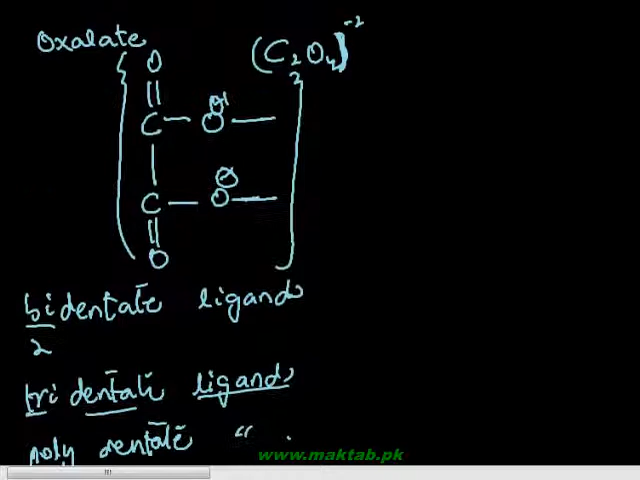 Oxalate (C2O4)-2
O
C — O —
C — O —
O
bidentate ligands
2
tri dentate ligands
poly dentate "
www.maktab.pk